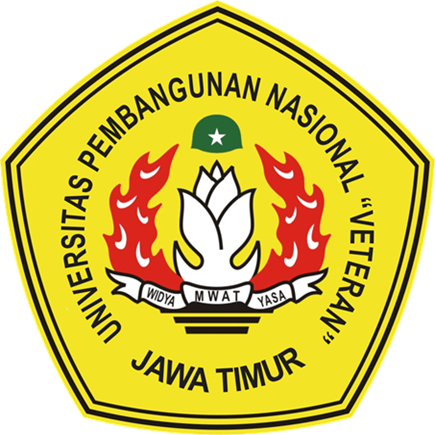 UNIVERSITAS PEMBANGUNAN NASIONAL "VETERAN"
WIDYA MWAT YASA
JAWA TIMUR